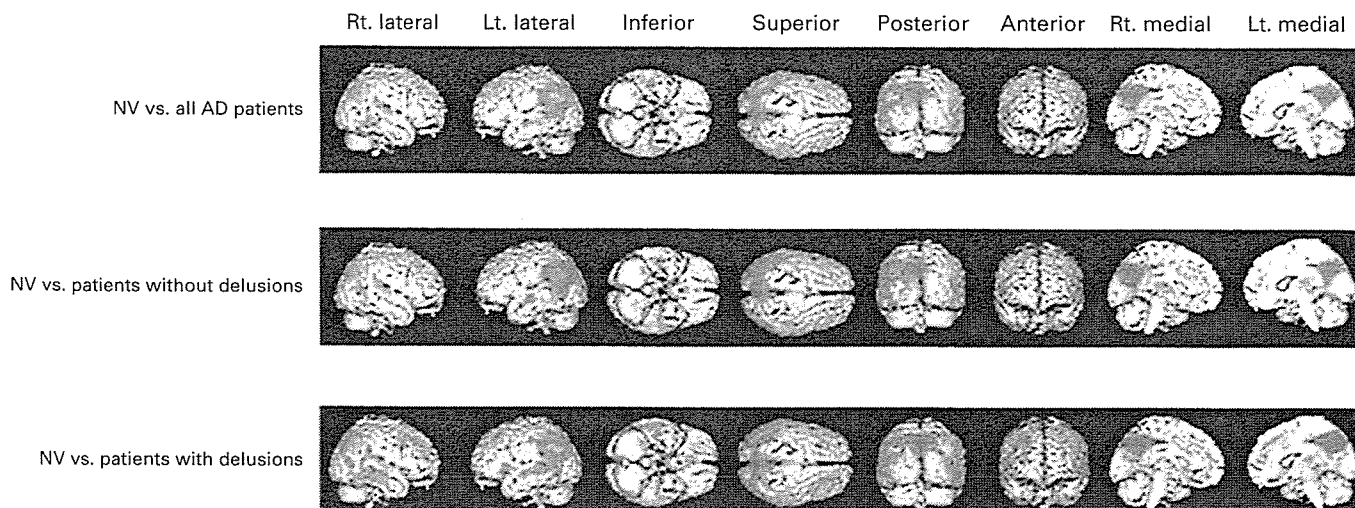 Rt. lateral Lt. lateral Inferior Superior Posterior Anterior Rt. medial Lt. medial
NV vs. all AD patients
NV vs. patients without delusions
NV vs. patients with delusions